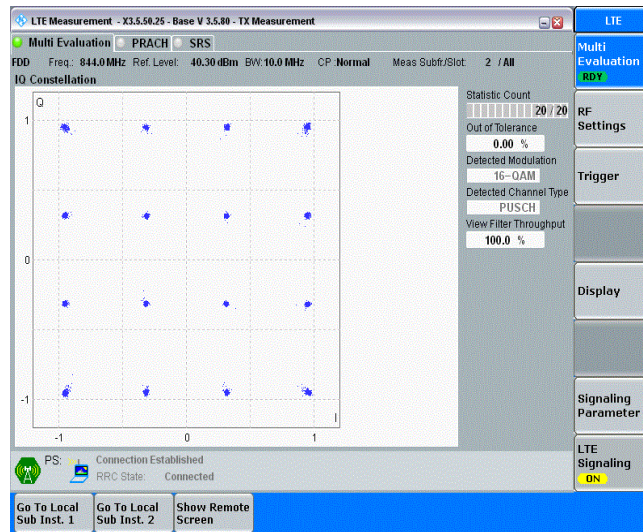 LTE Measurement - X3.5.50.25 - Base V 3.5.80 - TX Measurement
LTE
Multi Evaluation PRACH SRS
Multi Evaluation
RDY
FDD Freq.: 844.0 MHz Ref. Level: 40.30 dBm BW: 10.0 MHz CP : Normal Meas Subfr/Slot: 2 / All
IQ Constellation
Q
1
0
-1
-1 0 1
I
Statistic Count
20 / 20
Out of Tolerance
0.00 %
Detected Modulation
16-QAM
Detected Channel Type
PUSCH
View Filter Throughput
100.0 %
RF
Settings
Trigger
Display
Signaling
Parameter
LTE
Signaling
ON
PS: Connection Established
RRC State: Connected
Go To Local
Sub Inst. 1
Go To Local
Sub Inst. 2
Show Remote
Screen